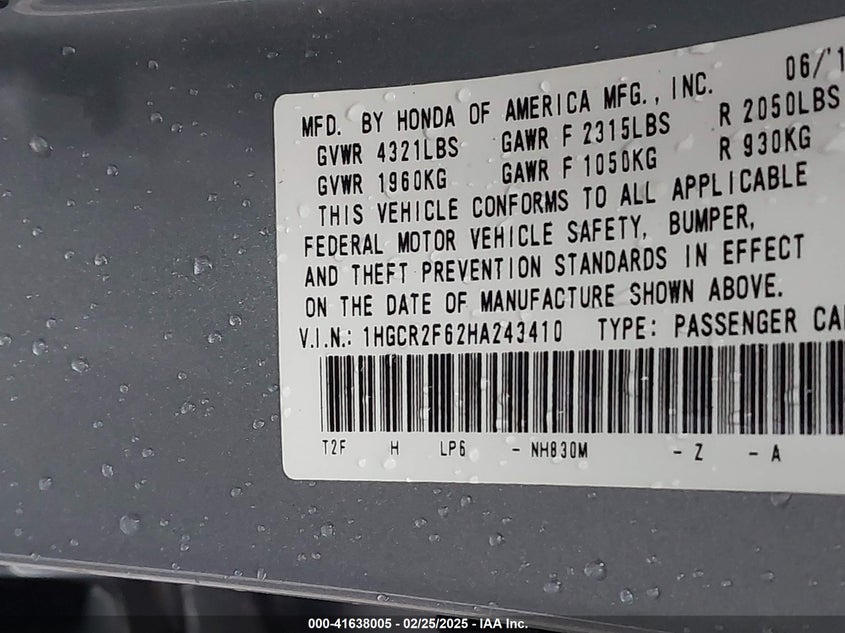 06/'1
MFD. BY HONDA OF AMERICA MFG., INC.
GVWR 4321LBS GAWR F 2315LBS R 2050LBS
GVWR 1960KG GAWR F 1050KG R 930KG
THIS VEHICLE CONFORMS TO ALL APPLICABLE
FEDERAL MOTOR VEHICLE SAFETY, BUMPER,
AND THEFT PREVENTION STANDARDS IN EFFECT
ON THE DATE OF MANUFACTURE SHOWN ABOVE.
V.I.N.: 1HGCR2F62HA243410 TYPE: PASSENGER CA
T2F H LP6 - NH830M - Z - A
000-41638005 - 02/25/2025 - IAA Inc.